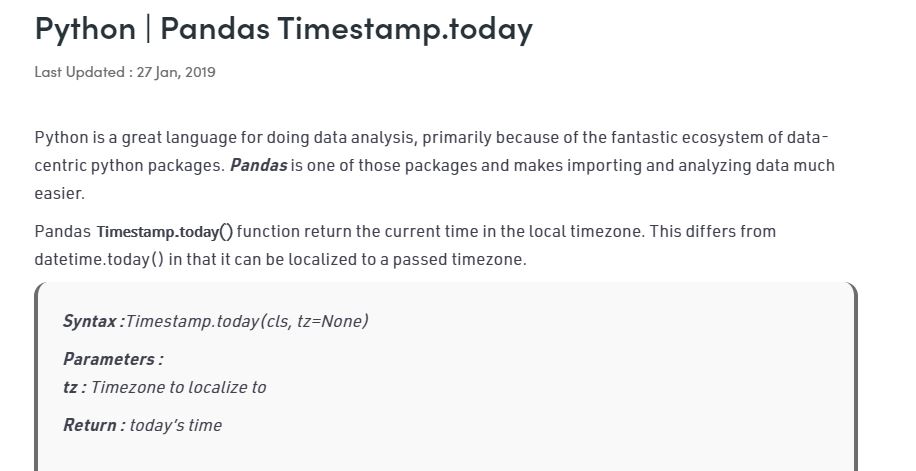 Python | Pandas Timestamp.today
Last Updated : 27 Jan, 2019
Python is a great language for doing data analysis, primarily because of the fantastic ecosystem of data-
centric python packages. Pandas is one of those packages and makes importing and analyzing data much
easier.
Pandas Timestamp.today() function return the current time in the local timezone. This differs from
datetime.today() in that it can be localized to a passed timezone.
Syntax :Timestamp.today(cls, tz=None)
Parameters :
tz : Timezone to localize to
Return : today's time